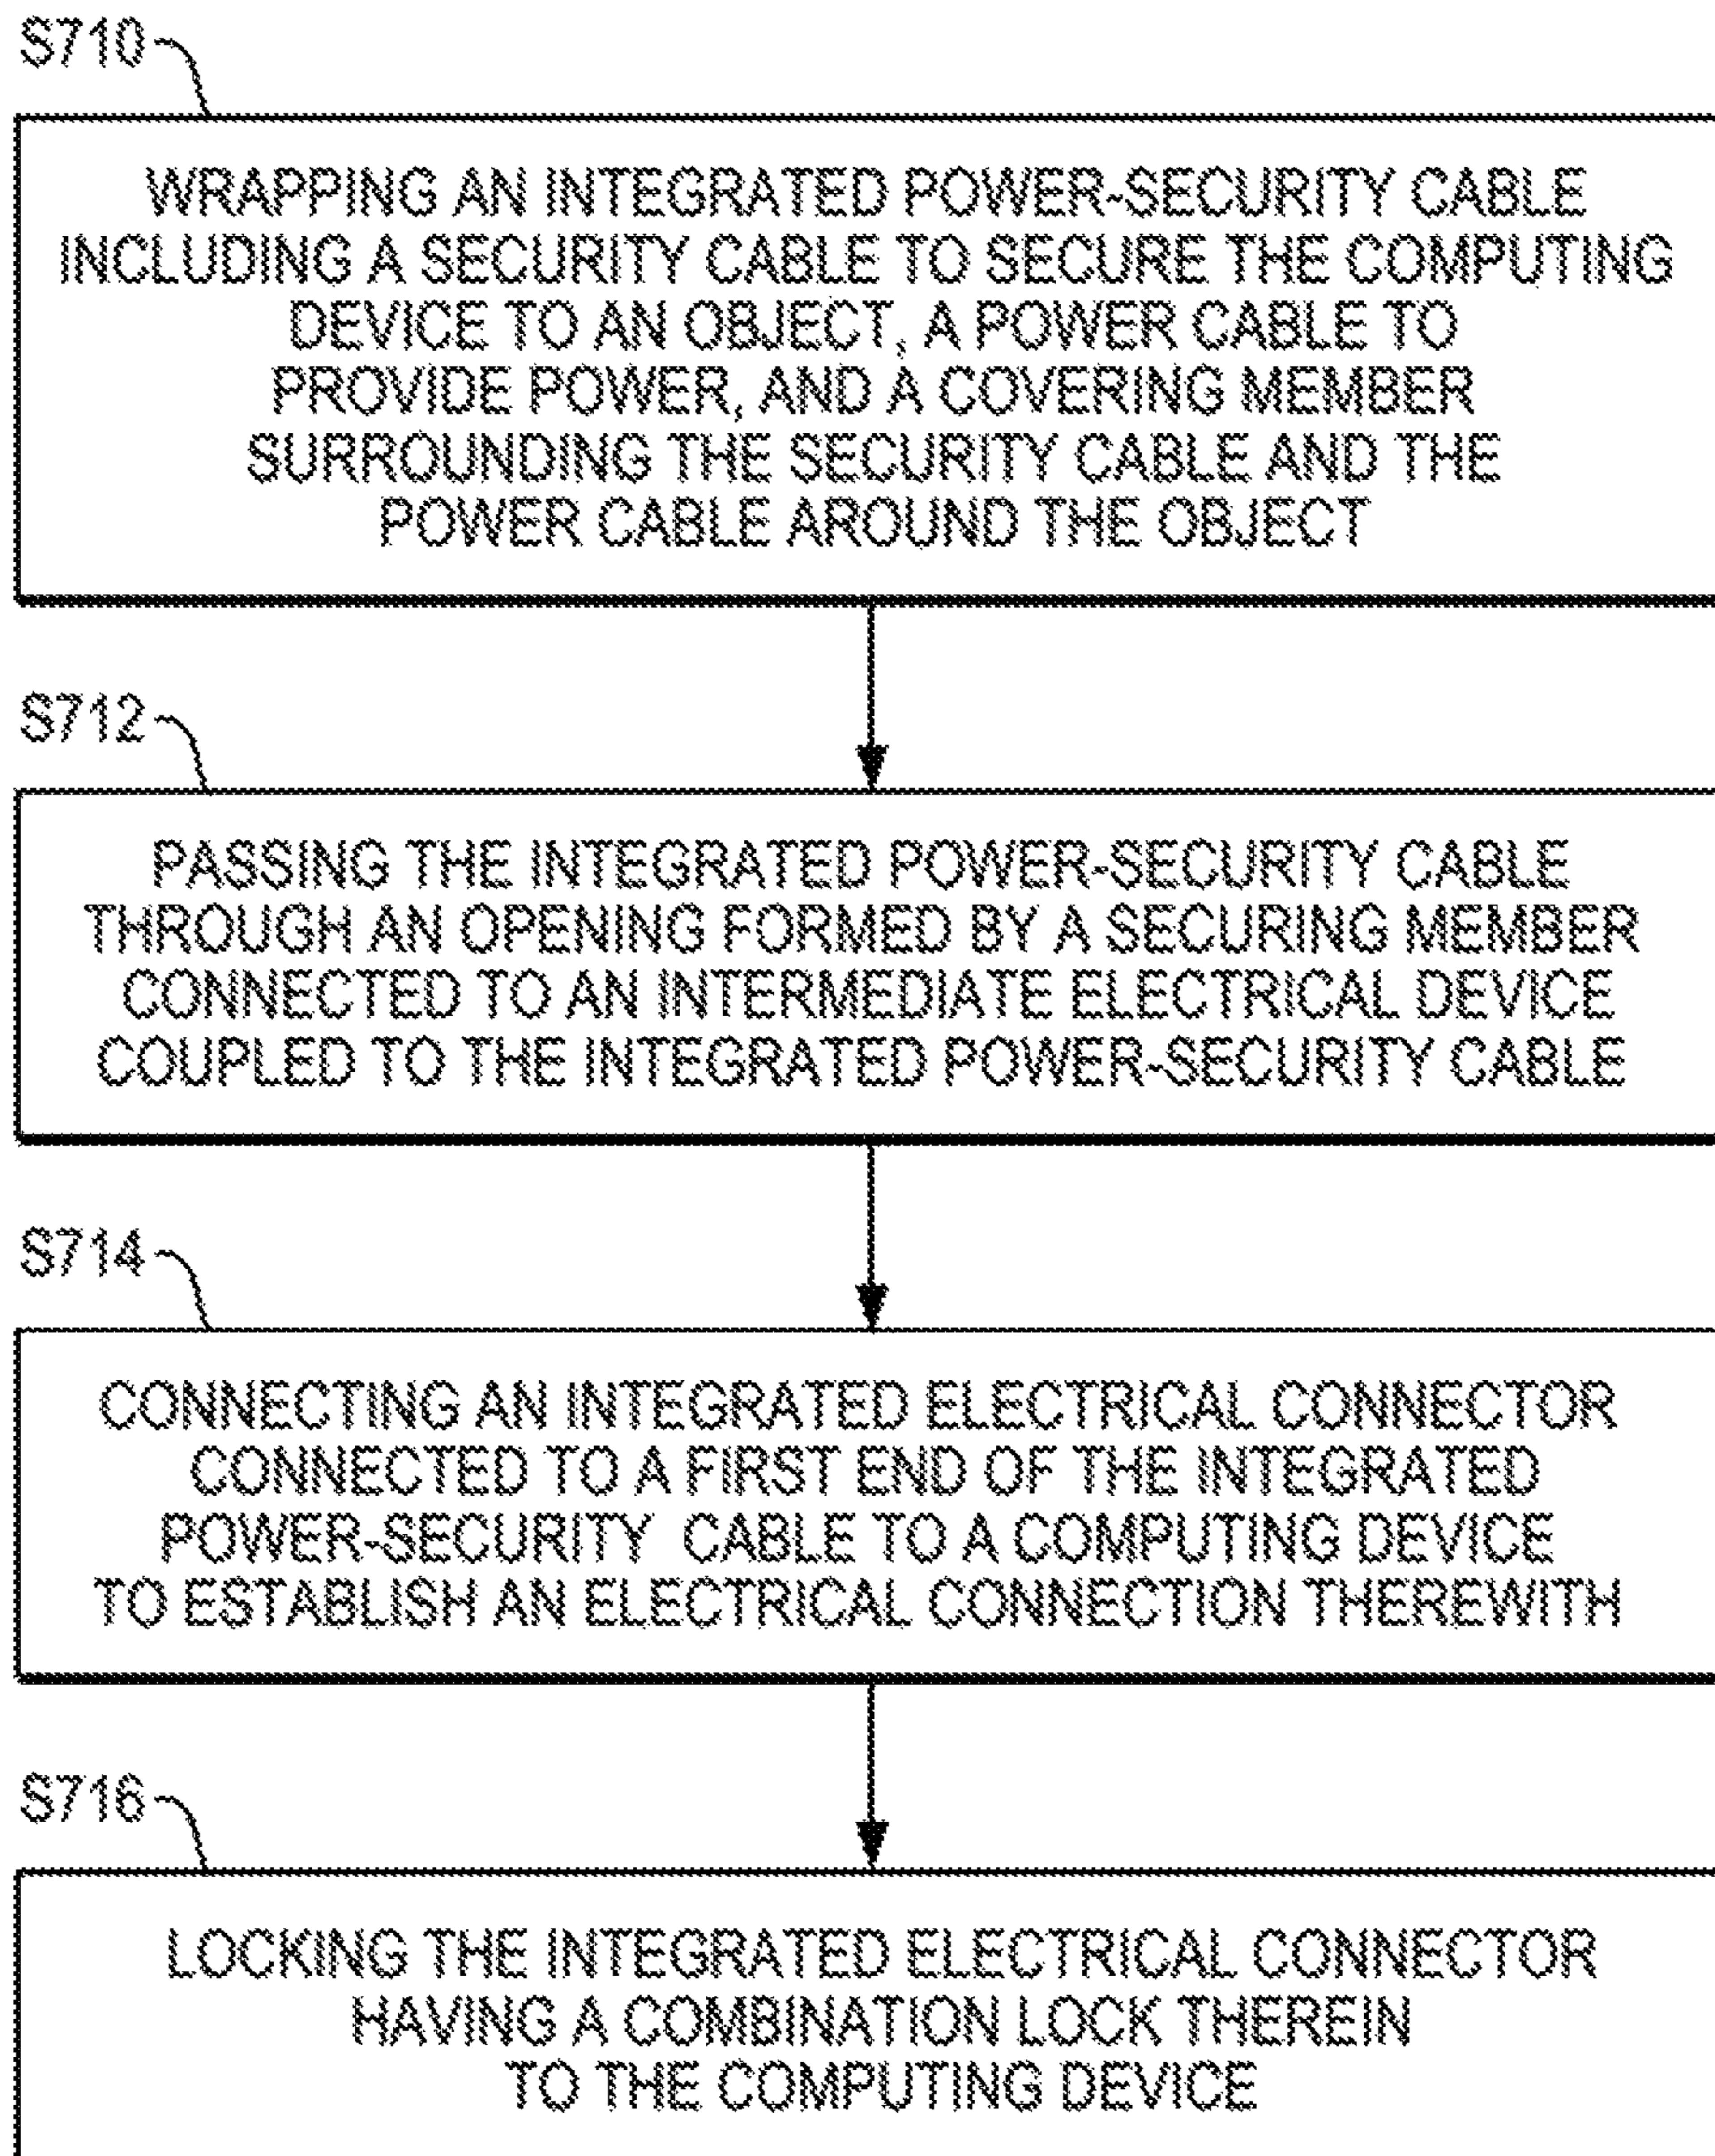 S710
WRAPPING AN INTEGRATED POWER-SECURITY CABLE
INCLUDING A SECURITY CABLE TO SECURE THE COMPUTING
DEVICE TO AN OBJECT, A POWER CABLE TO
PROVIDE POWER, AND A COVERING MEMBER
SURROUNDING THE SECURITY CABLE AND THE
POWER CABLE AROUND THE OBJECT
S712
PASSING THE INTEGRATED POWER-SECURITY CABLE
THROUGH AN OPENING FORMED BY A SECURING MEMBER
CONNECTED TO AN INTERMEDIATE ELECTRICAL DEVICE
COUPLED TO THE INTEGRATED POWER-SECURITY CABLE
S714
CONNECTING AN INTEGRATED ELECTRICAL CONNECTOR
CONNECTED TO A FIRST END OF THE INTEGRATED
POWER-SECURITY CABLE TO A COMPUTING DEVICE
TO ESTABLISH AN ELECTRICAL CONNECTION THEREWITH
S716
LOCKING THE INTEGRATED ELECTRICAL CONNECTOR
HAVING A COMBINATION LOCK THEREIN
TO THE COMPUTING DEVICE